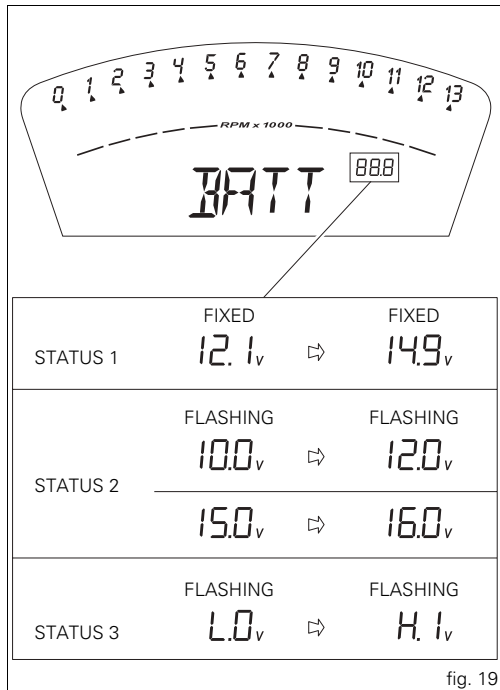 0 1 2 3 4 5 6 7 8 9 10 11 12 13
RPM x 1000
88.8
BATT
FIXED FIXED
STATUS 1 12.1v ⇨ 14.9v
FLASHING FLASHING
10.0v ⇨ 12.0v
STATUS 2
15.0v ⇨ 16.0v
FLASHING FLASHING
STATUS 3 L.0v ⇨ H.1v
fig. 19